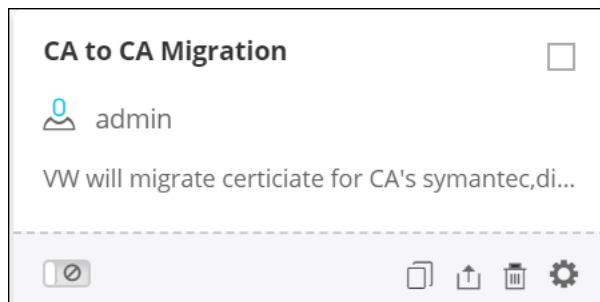 CA to CA Migration
admin
VW will migrate certiciate for CA's symantec,di...